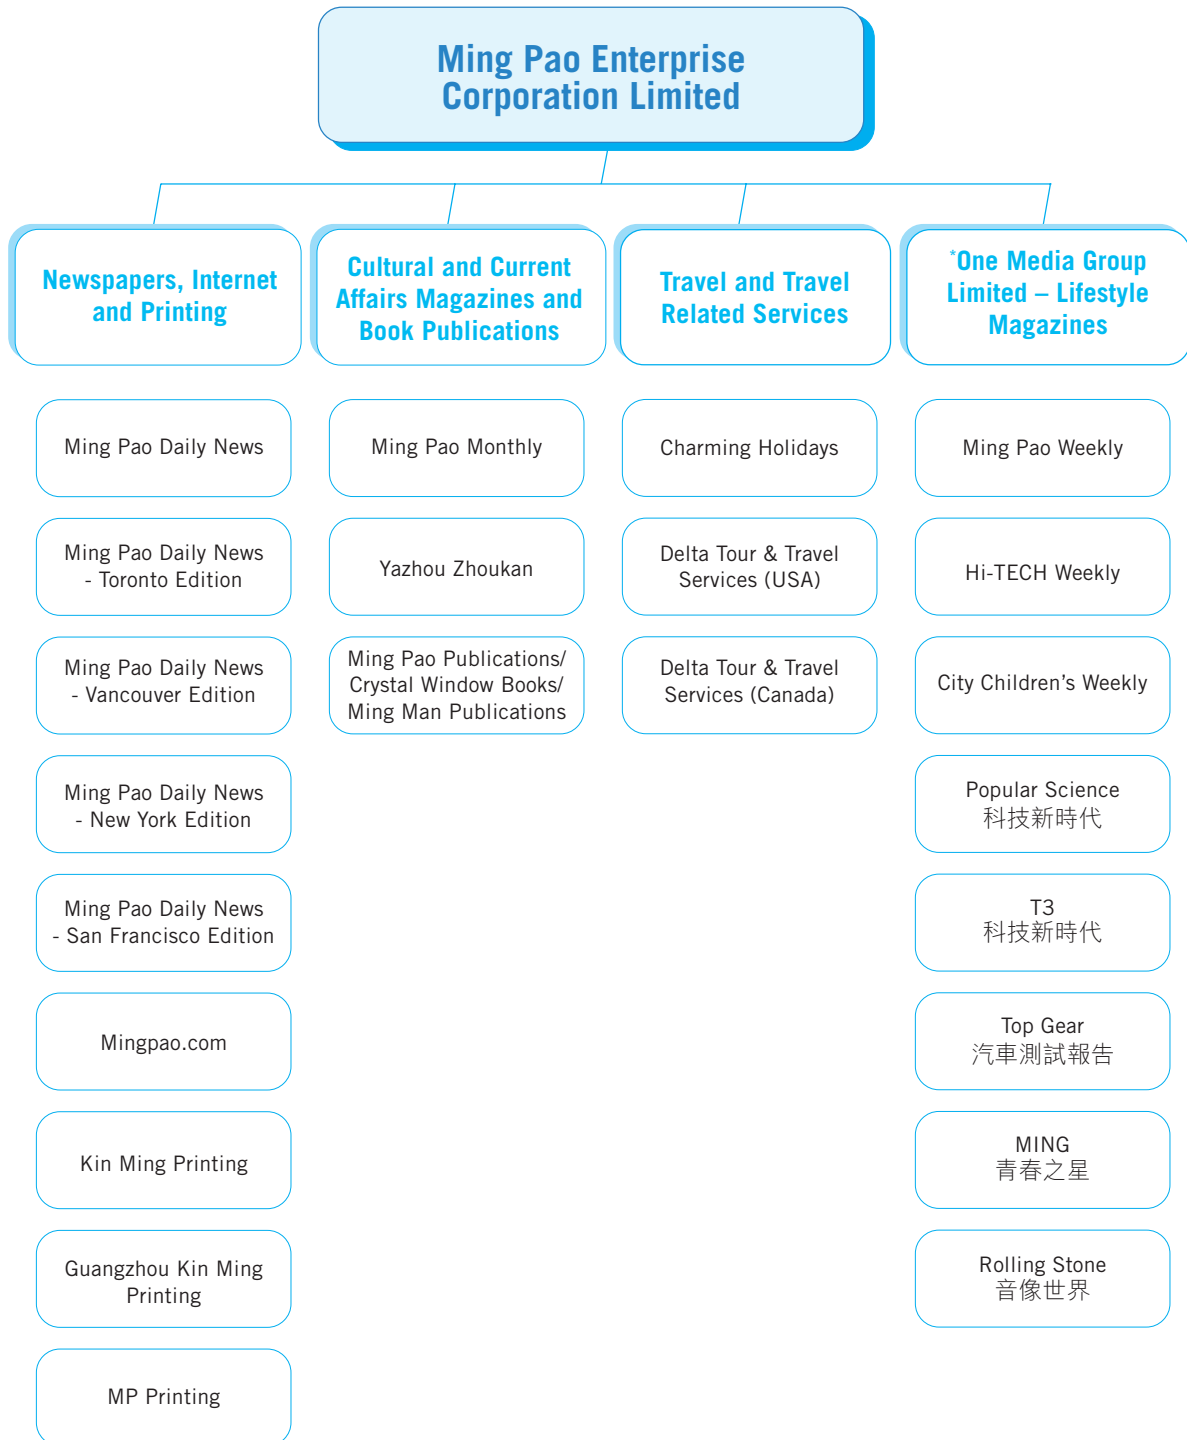 Ming Pao Enterprise
Corporation Limited
Newspapers, Internet
and Printing
Cultural and Current
Affairs Magazines and
Book Publications
Travel and Travel
Related Services
*One Media Group
Limited – Lifestyle
Magazines
Ming Pao Daily News
Ming Pao Daily News
- Toronto Edition
Ming Pao Daily News
- Vancouver Edition
Ming Pao Daily News
- New York Edition
Ming Pao Daily News
- San Francisco Edition
Mingpao.com
Kin Ming Printing
Guangzhou Kin Ming
Printing
MP Printing
Ming Pao Monthly
Yazhou Zhoukan
Ming Pao Publications/
Crystal Window Books/
Ming Man Publications
Charming Holidays
Delta Tour & Travel
Services (USA)
Delta Tour & Travel
Services (Canada)
Ming Pao Weekly
Hi-TECH Weekly
City Children’s Weekly
Popular Science
科技新時代
T3
科技新時代
Top Gear
汽車測試報告
MING
青春之星
Rolling Stone
音像世界